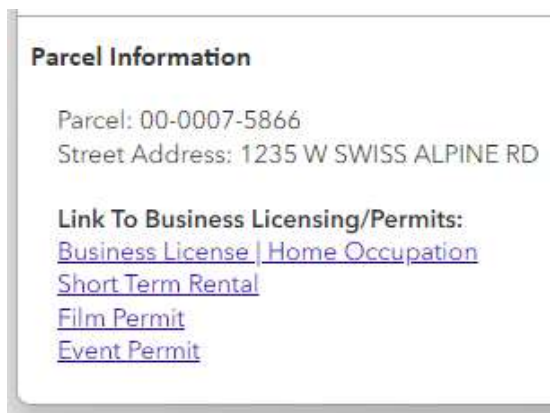 Parcel Information
Parcel: 00-0007-5866
Street Address: 1235 W SWISS ALPINE RD
Link To Business Licensing/Permits:
Business License | Home Occupation
Short Term Rental
Film Permit
Event Permit